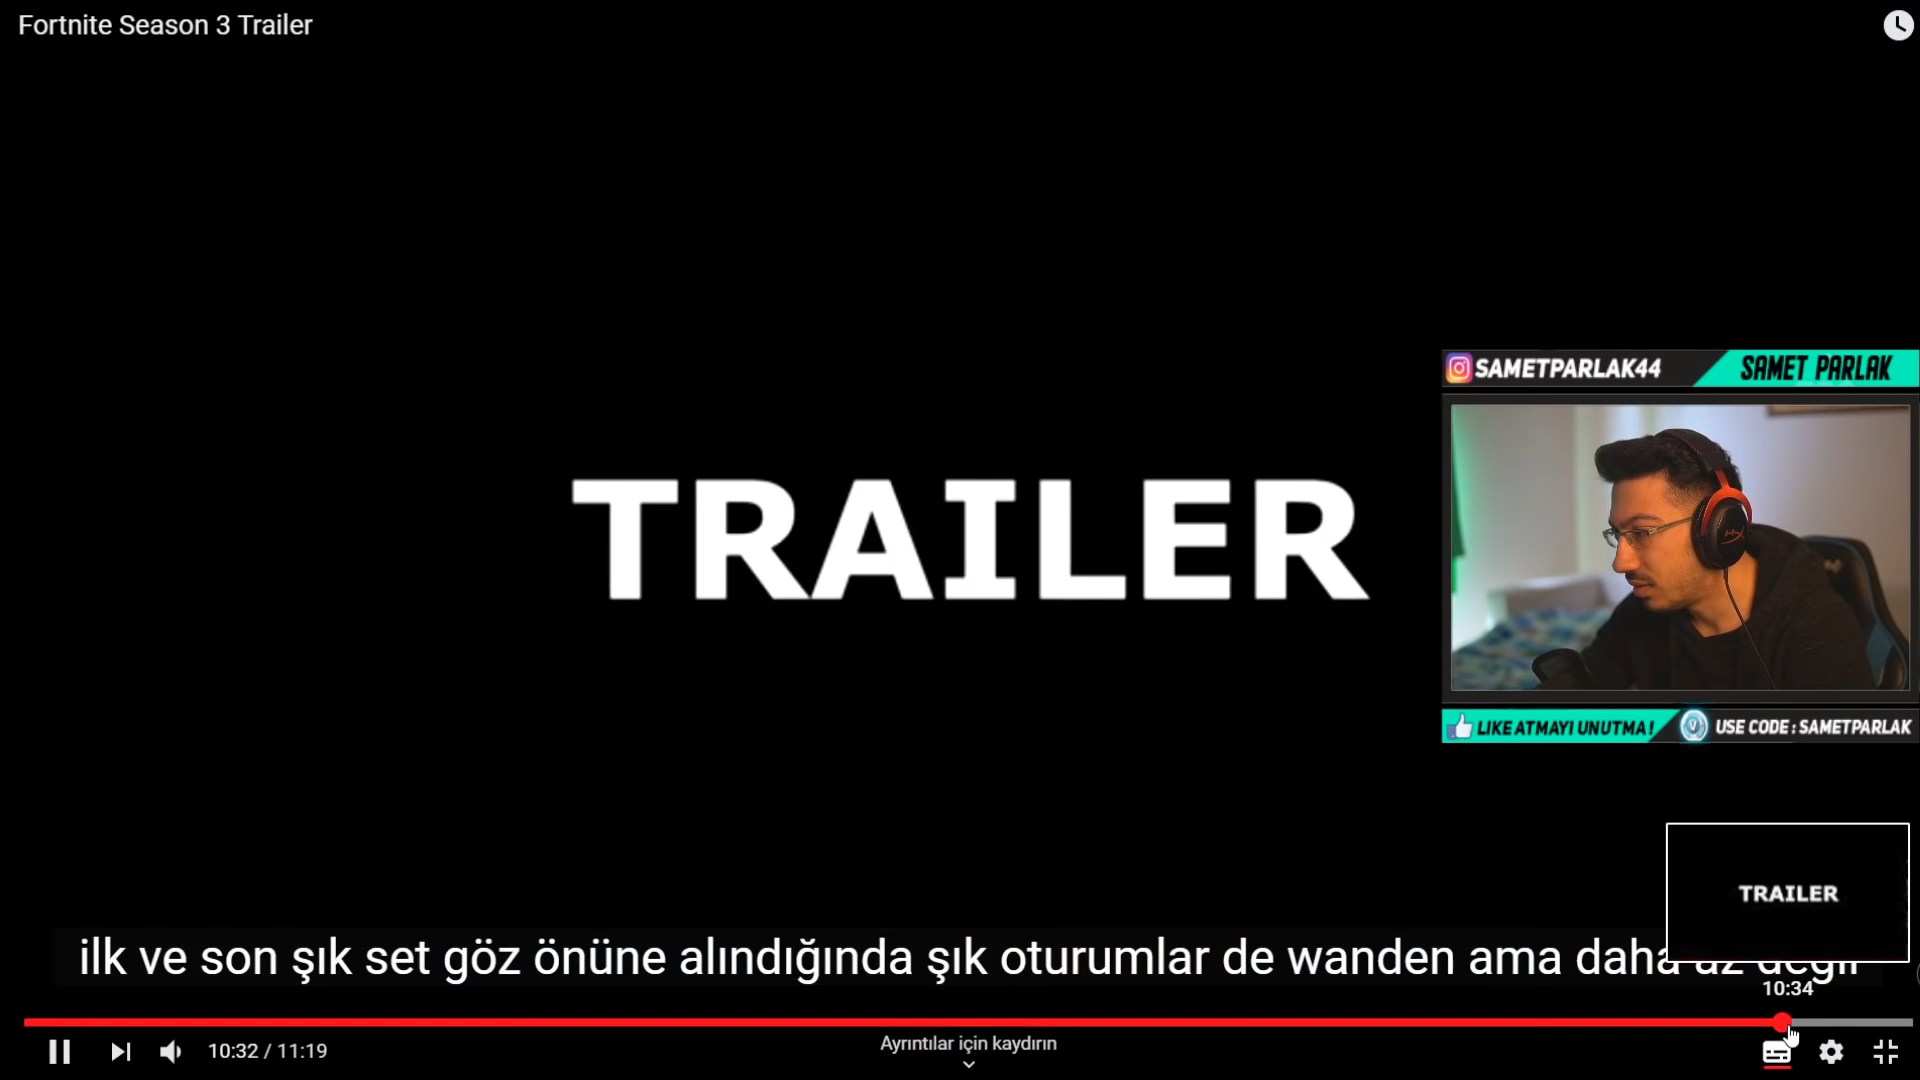 Fortnite Season 3 Trailer
SAMETPARLAK44
SAMET PARLAK
TRAILER
LIKE ATMAYI UNUTMA!
USE CODE : SAMETPARLAK
TRAILER
ilk ve son şık set göz önüne alındığında şık oturumlar de wanden ama daha az değil
10:34
10:32 / 11:19
Ayrıntılar için kaydırın